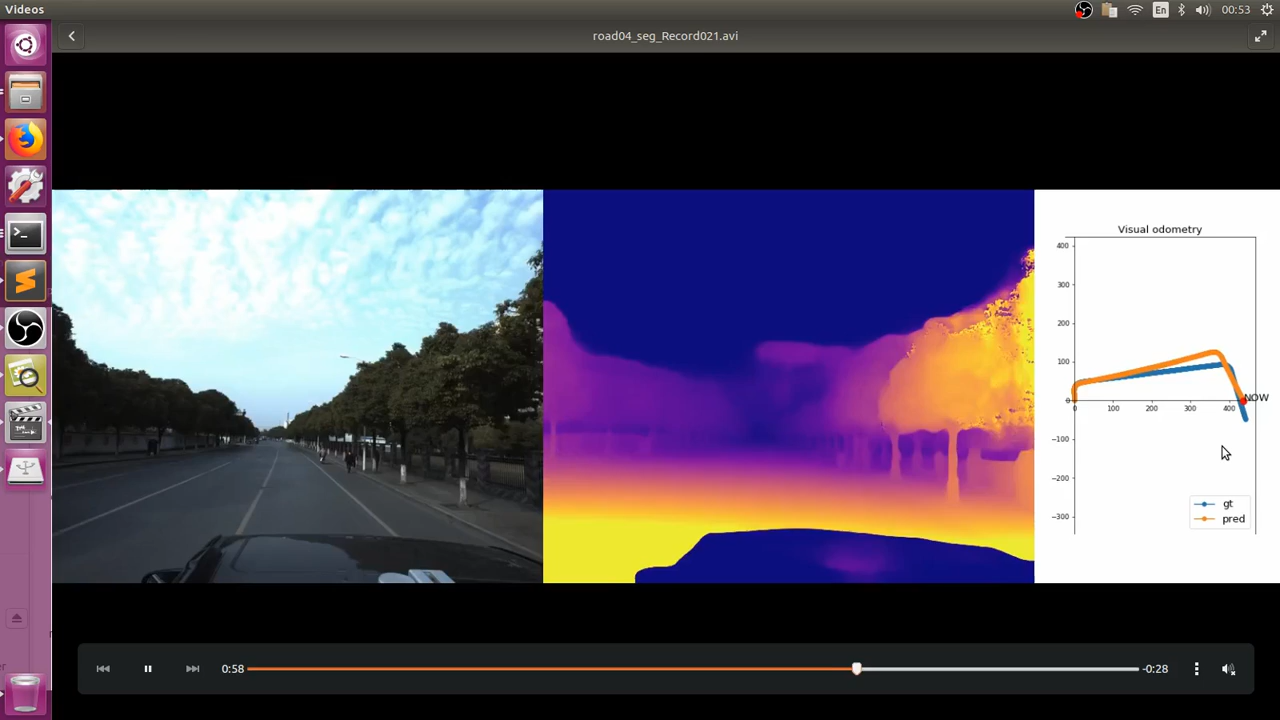 Videos
En
00:53
road04_seg_Record021.avi
Visual odometry
400
300
200
100
0
−100
−200
−300
0 100 200 300 400
NOW
gt
pred
0:58
-0:28